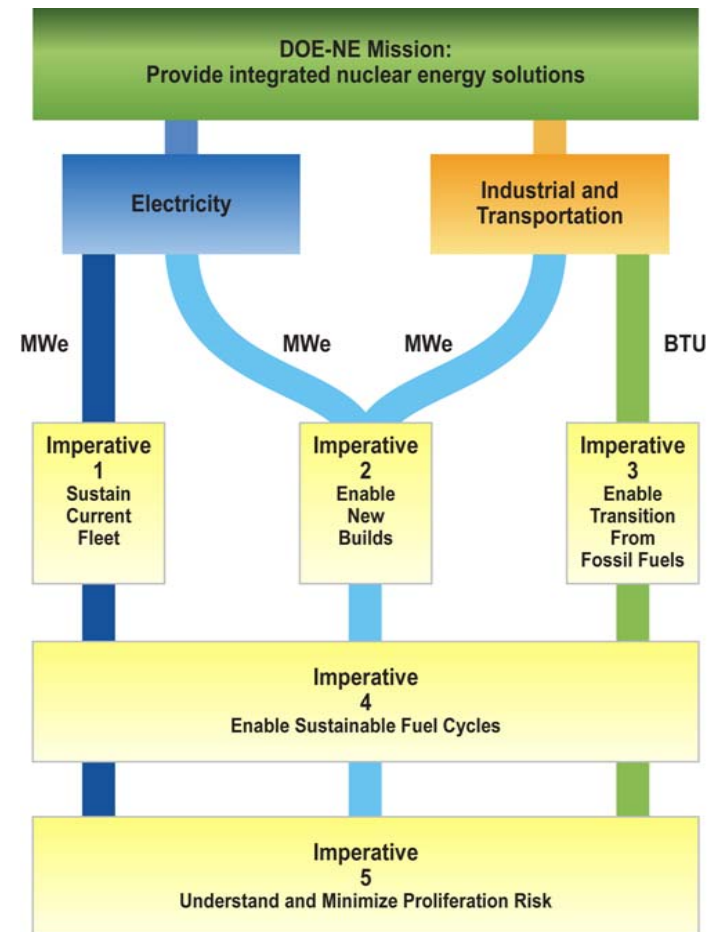 DOE-NE Mission:
Provide integrated nuclear energy solutions
Electricity
Industrial and
Transportation
MWe
MWe
MWe
BTU
Imperative
1
Sustain
Current
Fleet
Imperative
2
Enable
New
Builds
Imperative
3
Enable
Transition
From
Fossil Fuels
Imperative
4
Enable Sustainable Fuel Cycles
Imperative
5
Understand and Minimize Proliferation Risk